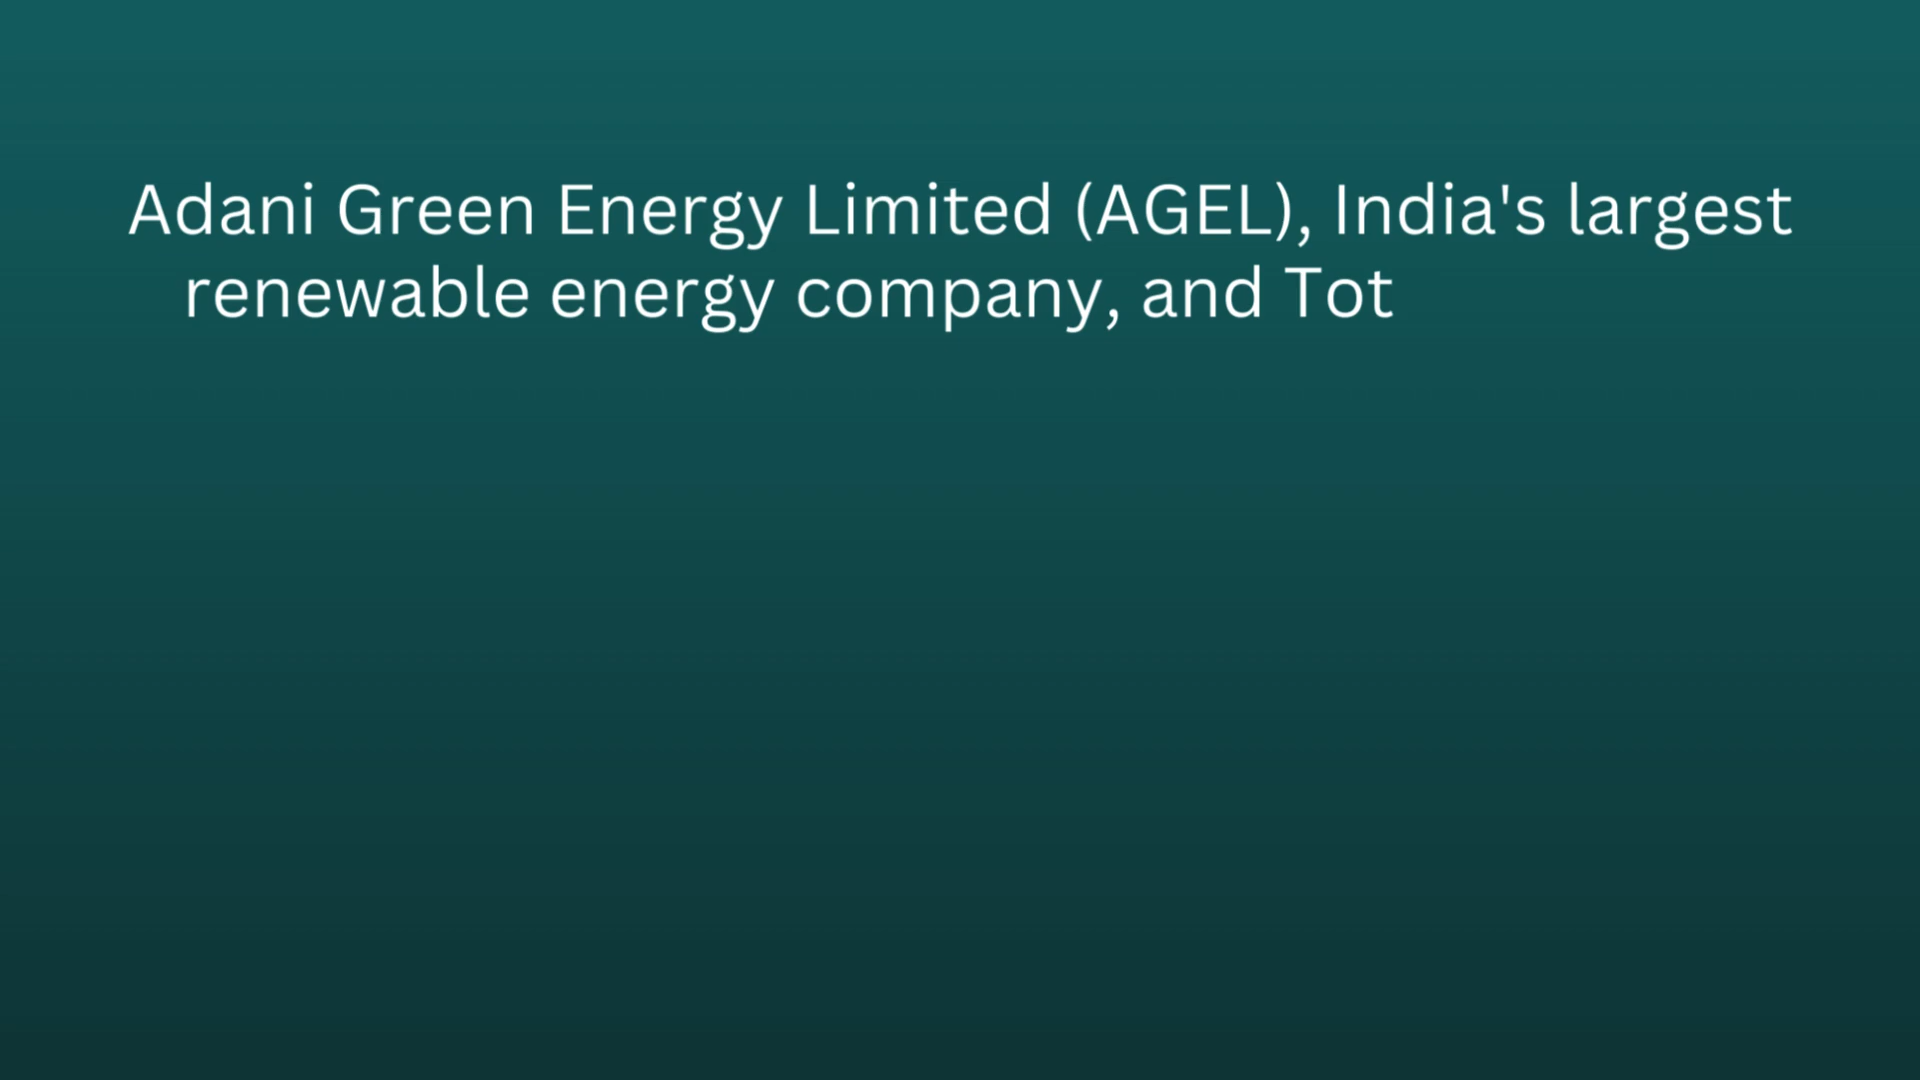 Adani Green Energy Limited (AGEL), India's largest
renewable energy company, and Tot